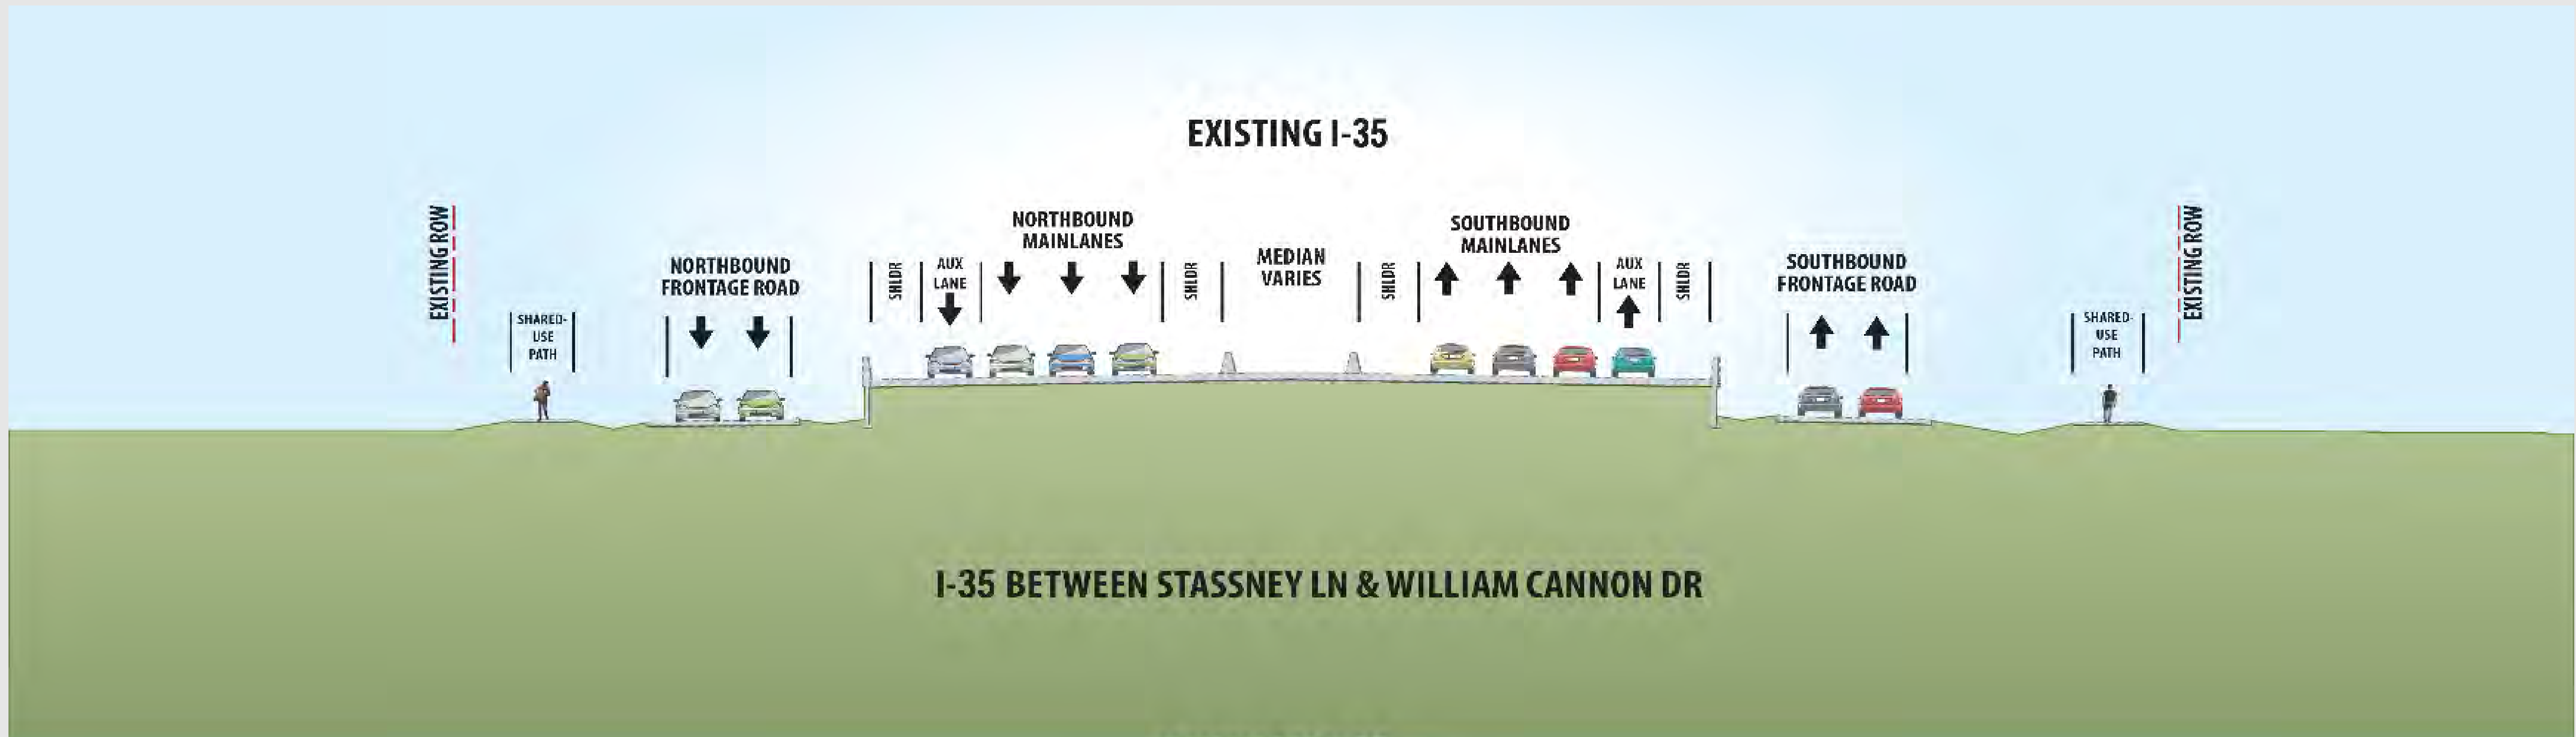 EXISTING I-35
EXISTING ROW
SHARED-
USE
PATH
NORTHBOUND
FRONTAGE ROAD
SHLDR
AUX
LANE
NORTHBOUND
MAINLANES
SHLDR
MEDIAN
VARIES
SHLDR
SOUTHBOUND
MAINLANES
AUX
LANE
SHLDR
SOUTHBOUND
FRONTAGE ROAD
SHARED-
USE
PATH
EXISTING ROW
I-35 BETWEEN STASSNEY LN & WILLIAM CANNON DR